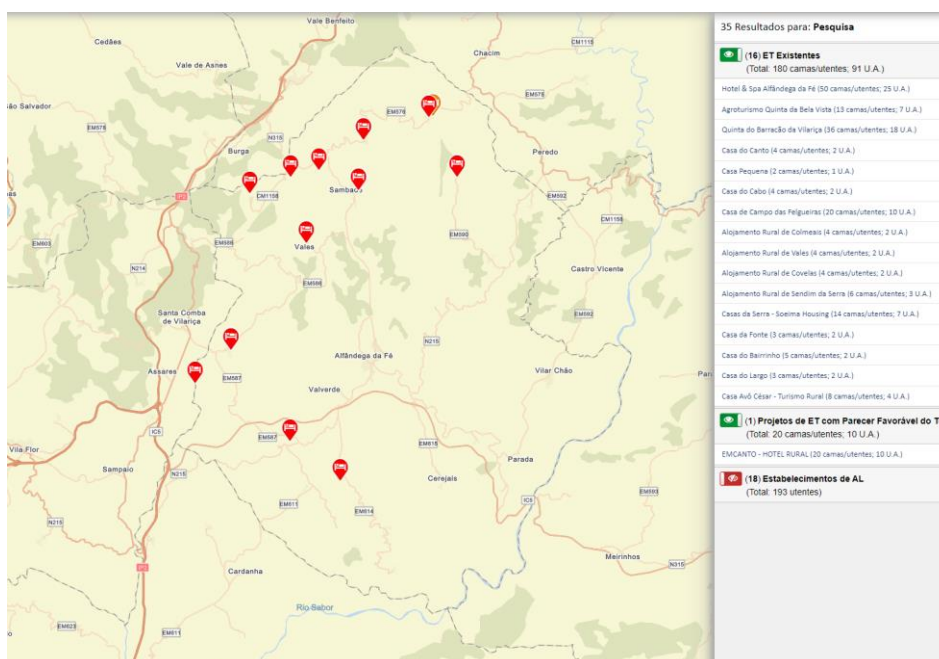 Vale Benfeito
Cedães
CM1115
Chacim
Vale de Asnes
EM575
São Salvador
EM576
EM575
N315
Burga
Peredo
CM1158
Sambade
EM592
IP2
CM1158
EM603
EM586
Vales
EM590
N214
EM586
Castro Vicente
Santa Comba
de Vilariça
EM592
N215
Alfândega da Fé
Assares
EM587
Vilar Chão
Valverde
IC5
EM587
EM616
Vila Flor
Parada
Sampaio
N215
Cerejais
EM593
EM611
EM614
IC5
N215
Meirinhos
N315
IP2
Cardanha
Rio Sabor
EM623
EM611
35 Resultados para: Pesquisa
(16) ET Existentes
(Total: 180 camas/utentes; 91 U.A.)
Hotel & Spa Alfândega da Fé (50 camas/utentes; 25 U.A.)
Agroturismo Quinta da Bela Vista (13 camas/utentes; 7 U.A.)
Quinta do Barracão da Vilariça (36 camas/utentes; 18 U.A.)
Casa do Canto (4 camas/utentes; 2 U.A.)
Casa Pequena (2 camas/utentes; 1 U.A.)
Casa do Cabo (4 camas/utentes; 2 U.A.)
Casa de Campo das Felgueiras (20 camas/utentes; 10 U.A.)
Alojamento Rural de Colmeais (4 camas/utentes; 2 U.A.)
Alojamento Rural de Vales (4 camas/utentes; 2 U.A.)
Alojamento Rural de Covelas (4 camas/utentes; 2 U.A.)
Alojamento Rural de Sendim da Serra (6 camas/utentes; 3 U.A.)
Casas da Serra - Soeima Housing (14 camas/utentes; 7 U.A.)
Casa da Fonte (3 camas/utentes; 2 U.A.)
Casa do Bairrinho (5 camas/utentes; 2 U.A.)
Casa do Largo (3 camas/utentes; 2 U.A.)
Casa Avô César - Turismo Rural (8 camas/utentes; 4 U.A.)
(1) Projetos de ET com Parecer Favorável do T
(Total: 20 camas/utentes; 10 U.A.)
EMCANTO - HOTEL RURAL (20 camas/utentes; 10 U.A.)
(18) Estabelecimentos de AL
(Total: 193 utentes)